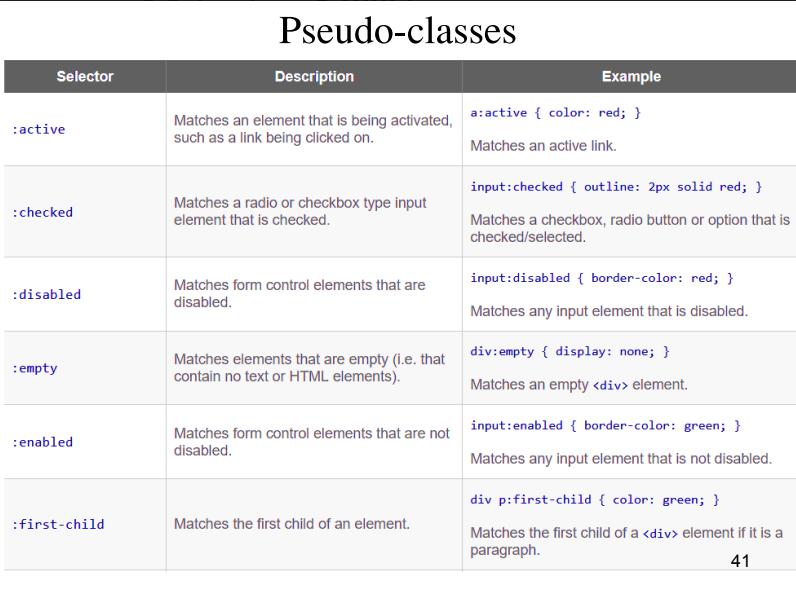 Pseudo-classes
Selector Description Example
:active
Matches an element that is being activated,
such as a link being clicked on.
a:active { color: red; }
Matches an active link.
:checked
Matches a radio or checkbox type input
element that is checked.
input:checked { outline: 2px solid red; }
Matches a checkbox, radio button or option that is
checked/selected.
:disabled
Matches form control elements that are
disabled.
input:disabled { border-color: red; }
Matches any input element that is disabled.
:empty
Matches elements that are empty (i.e. that
contain no text or HTML elements).
div:empty { display: none; }
Matches an empty <div> element.
:enabled
Matches form control elements that are not
disabled.
input:enabled { border-color: green; }
Matches any input element that is not disabled.
:first-child
Matches the first child of an element.
div p:first-child { color: green; }
Matches the first child of a <div> element if it is a
paragraph.
41